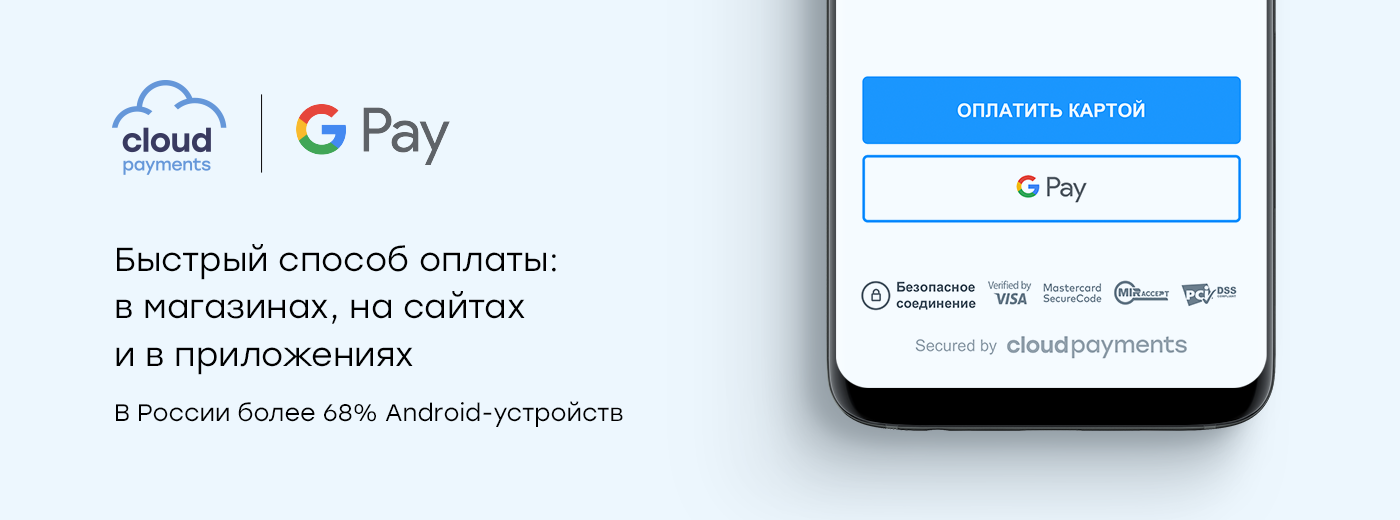 cloud
payments
G Pay
Быстрый способ оплаты:
в магазинах, на сайтах
и в приложениях
В России более 68% Android-устройств
ОПЛАТИТЬ КАРТОЙ
G Pay
Безопасное
соединение
Verified by
VISA
Mastercard
SecureCode
MIR ACCEPT
PCI DSS
COMPLIANT
Secured by cloudpayments